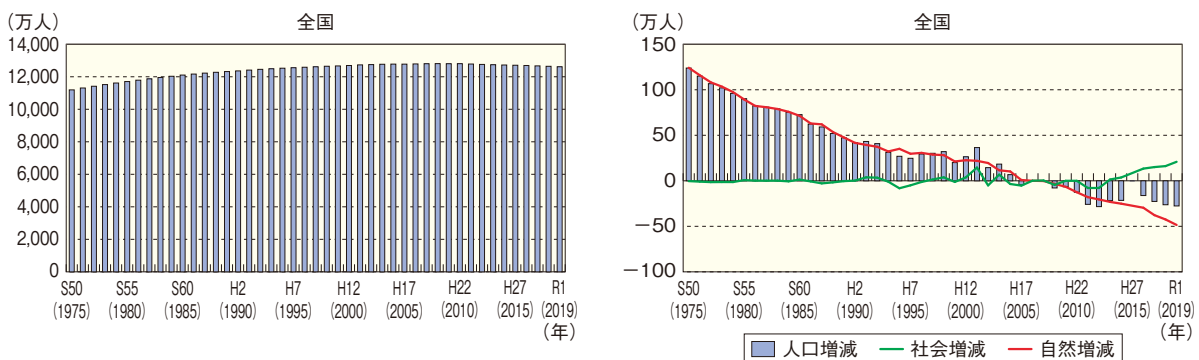 （万人）
全国
14,000
12,000
10,000
8,000
6,000
4,000
2,000
0
S50 S55 S60 H2 H7 H12 H17 H22 H27 R1
(1975) (1980) (1985) (1990) (1995) (2000) (2005) (2010) (2015) (2019)
（年）
（万人）
全国
150
100
50
0
－50
－100
S50 S55 S60 H2 H7 H12 H17 H22 H27 R1
(1975) (1980) (1985) (1990) (1995) (2000) (2005) (2010) (2015) (2019)
（年）
人口増減 社会増減 自然増減